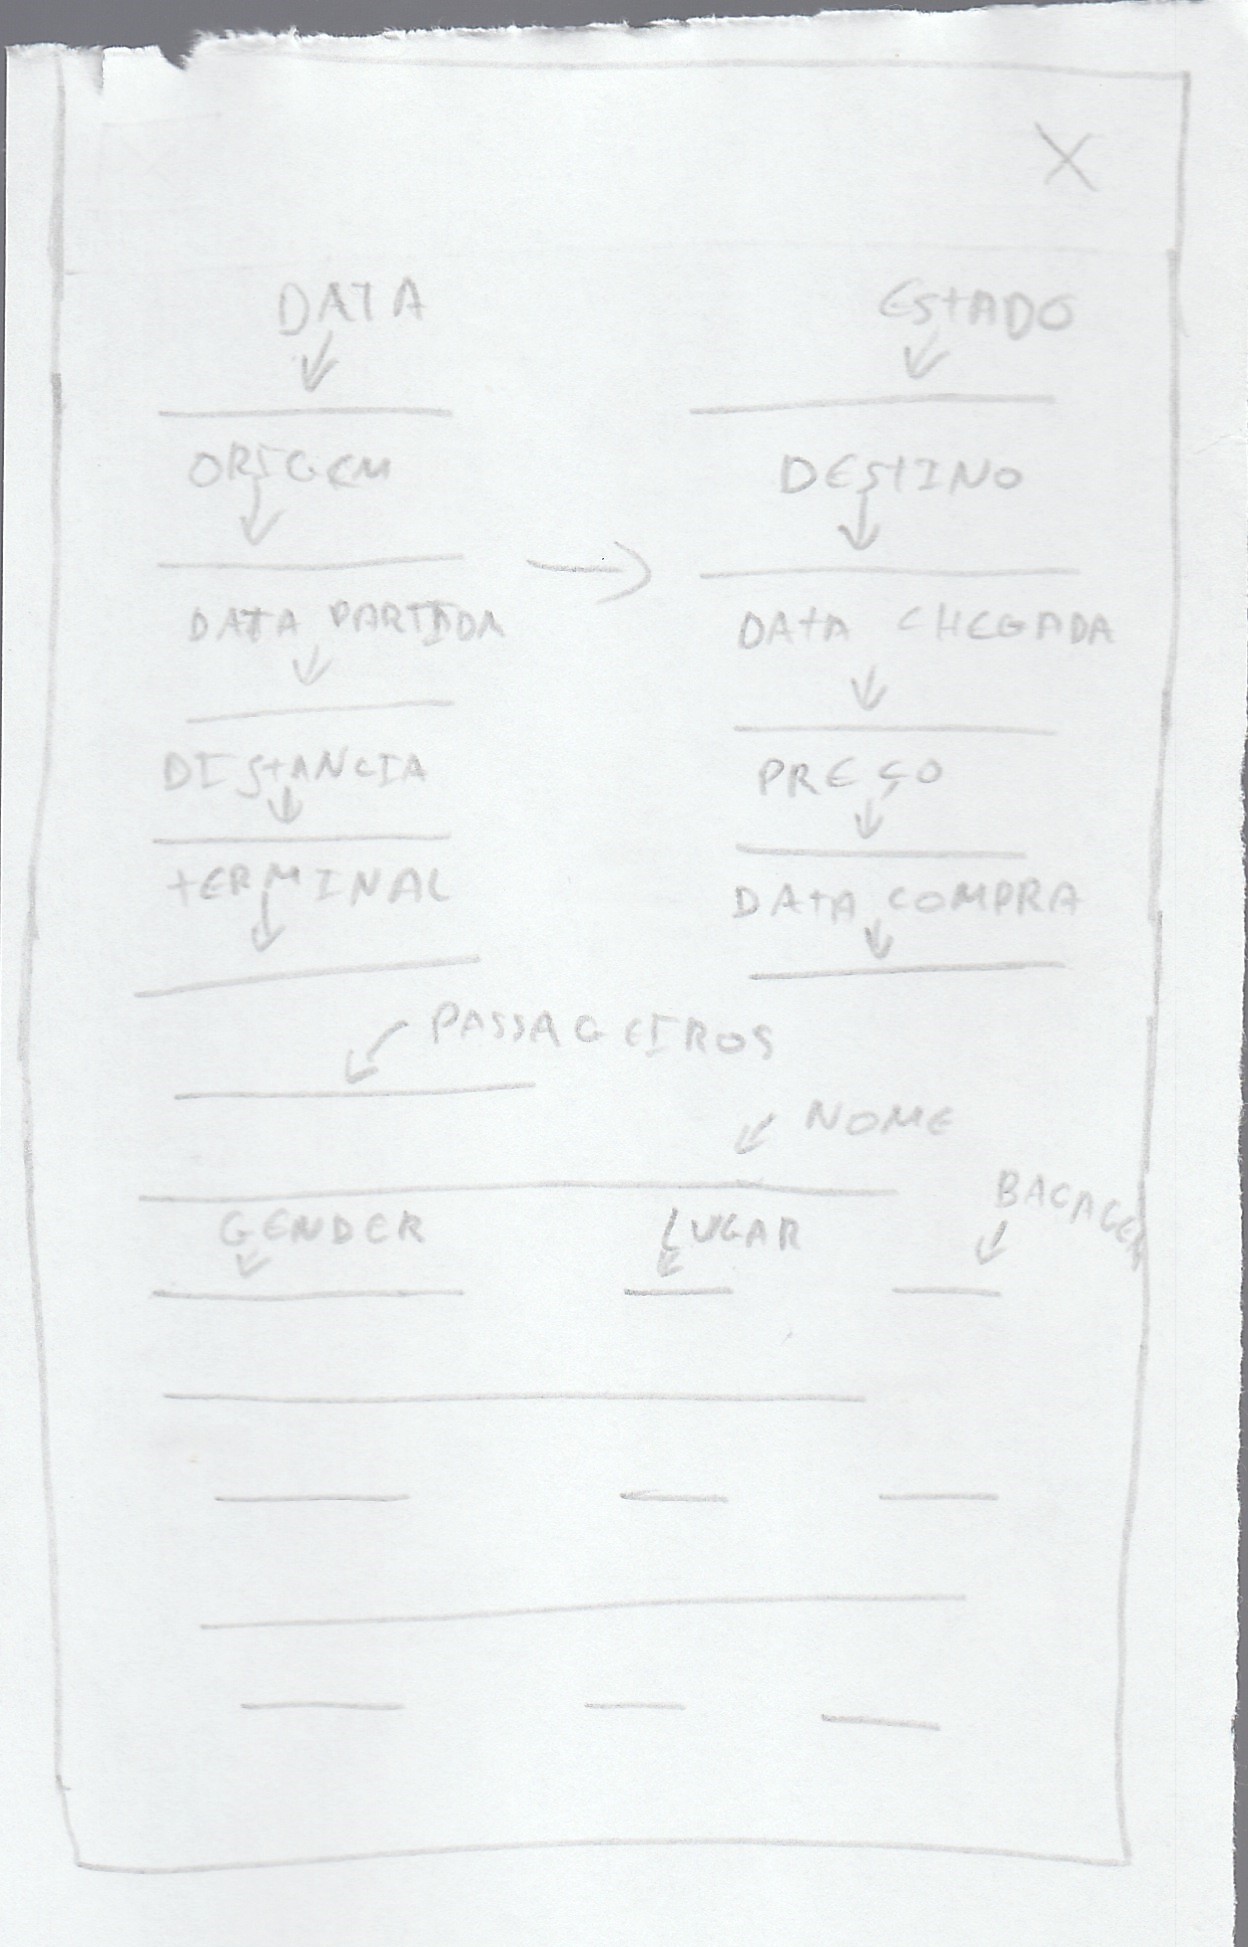 X
DATA ESTADO
ORIGEM DESTINO
DATA PARTIDA DATA CHEGADA
DISTANCIA PREÇO
TERMINAL DATA COMPRA
PASSAGEIROS
NOME
BAGAGEM
GENDER LUGAR